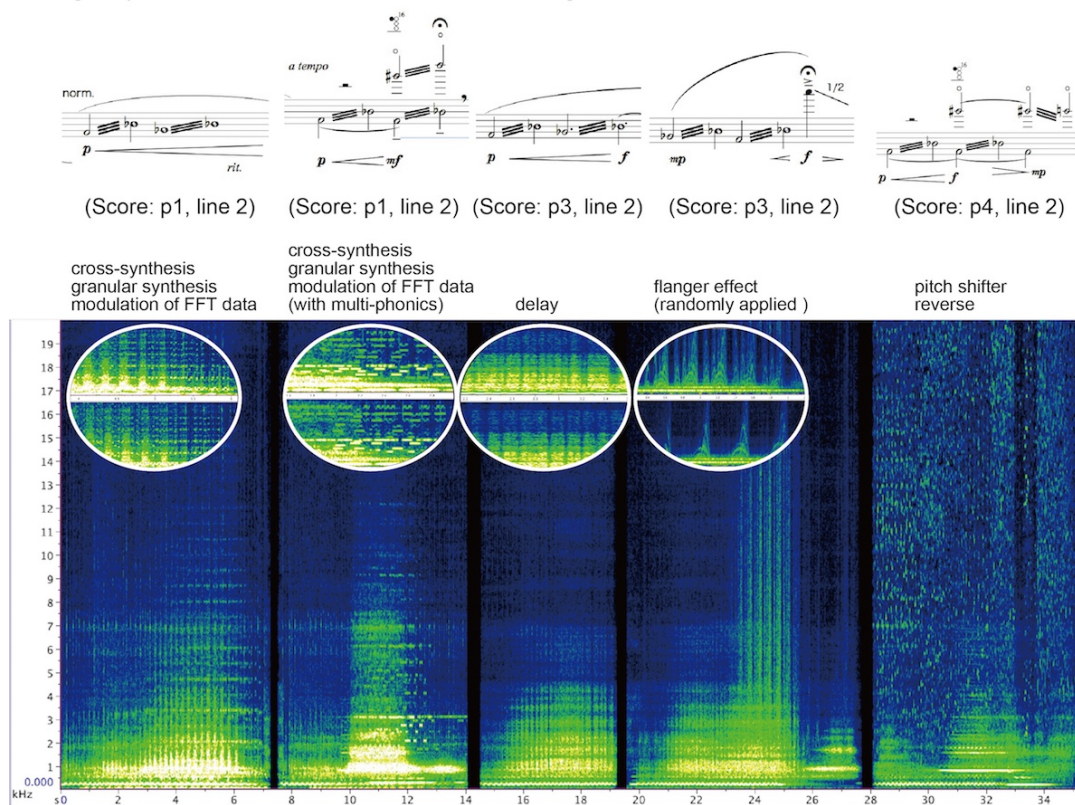 norm.
p
rit.
a tempo
16
p mf
p f
mp f
1/2
16
p f mp
(Score: p1, line 2)
(Score: p1, line 2)
(Score: p3, line 2)
(Score: p3, line 2)
(Score: p4, line 2)
cross-synthesis
granular synthesis
modulation of FFT data
cross-synthesis
granular synthesis
modulation of FFT data
(with multi-phonics)
delay
flanger effect
(randomly applied )
pitch shifter
reverse
19
18
17
16
15
14
13
12
11
10
9
8
7
6
5
4
3
2
1
0.000
kHz
s0 2 4 6 8 10 12 14 16 18 20 22 24 26 28 30 32 34